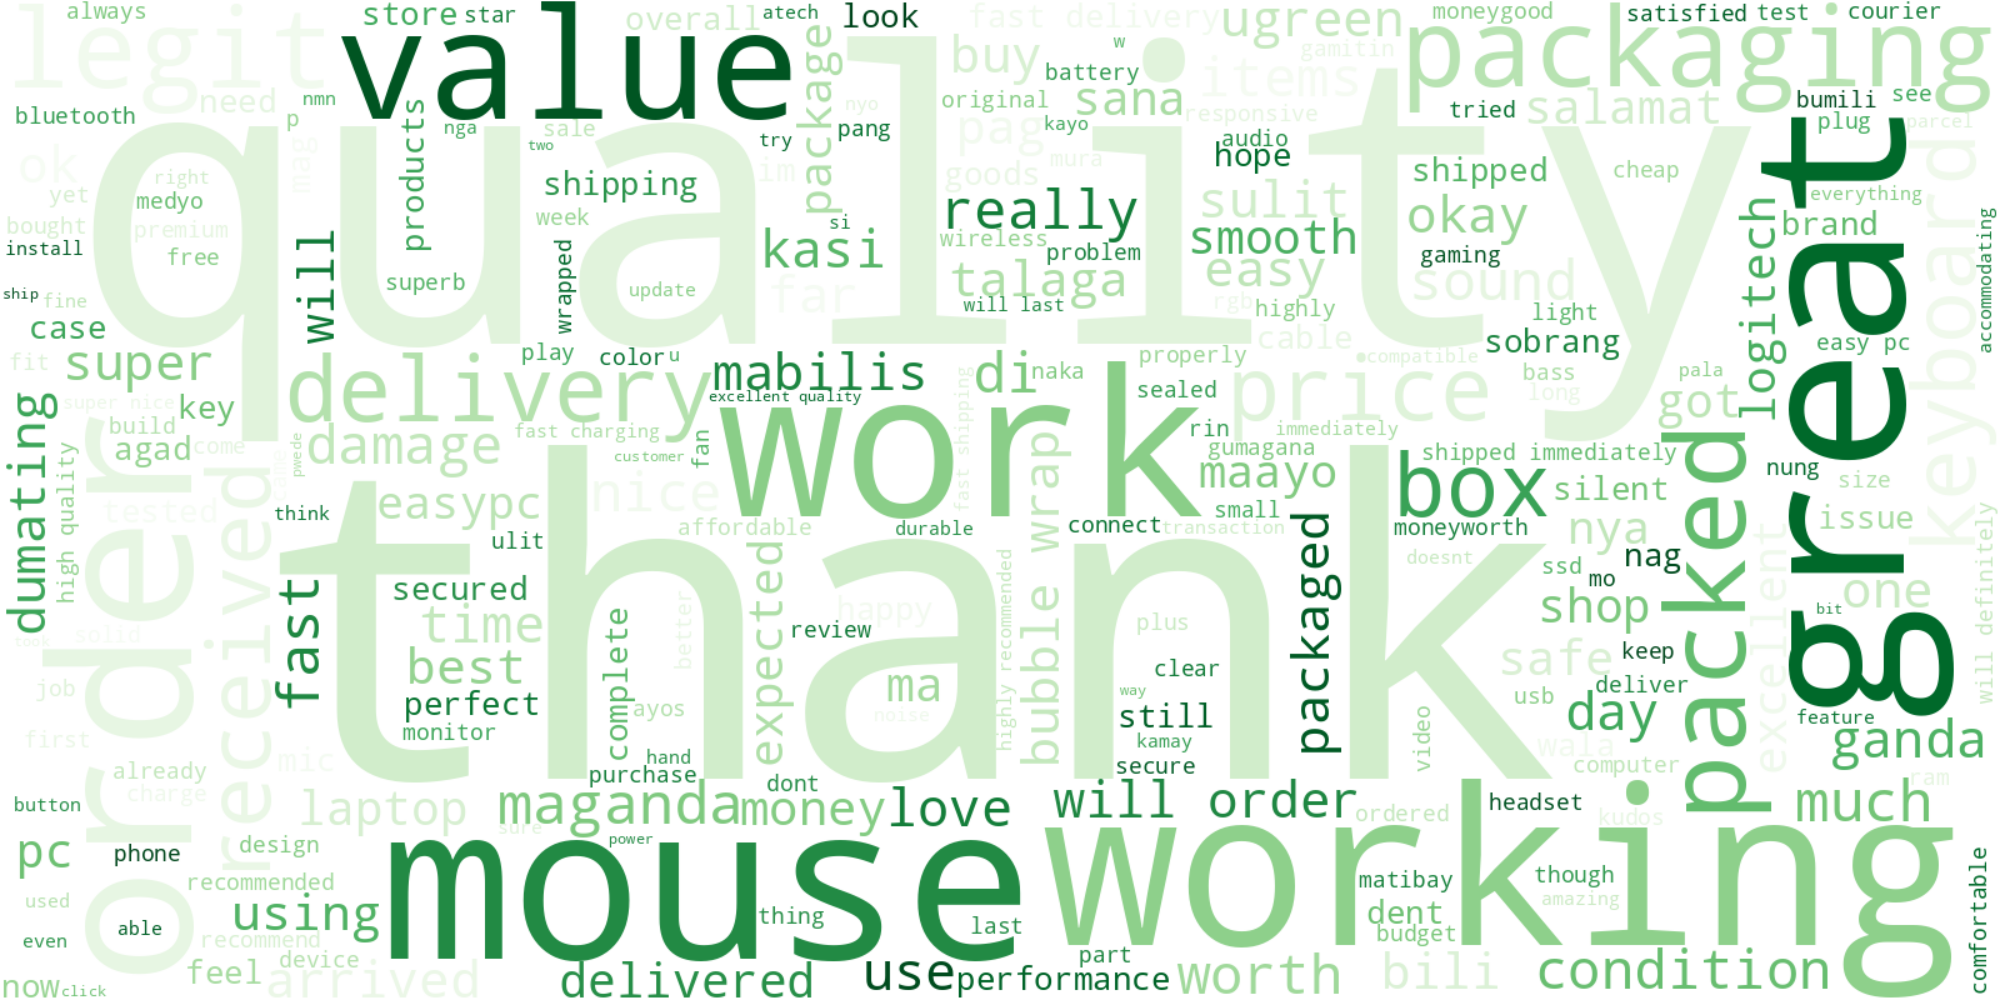 always
store
star
overall
atech
look
fast delivery
ugreen
moneygood
satisfied
test
courier
legit
value
package
buy
w
gamitin
packaging
battery
items
need
nmn
products
nyo
original
sana
responsive
tried
salamat
bumili
see
bluetooth
p
nga
sale
try
pang
pag
kayo
audio
plug
parcel
two
quality
ok
mag
im
mura
hope
right
shipping
goods
shipped
cheap
great
yet
medyo
really
sulit
everything
bought
premium
week
si
okay
logitech
brand
keyboard
install
free
will
wrapped
kasi
wireless
smooth
problem
gaming
accommodating
superb
talaga
easy
sound
ship
fine
update
far
will last
rgb
highly
light
case
cable
sobrang
easy pc
fit
super
play
color
u
mabilis
di
naka
properly
compatible
bass
pala
delivery
excellent quality
work
sealed
price
long
got
super nice
key
dumating
order
build
agad
come
damage
fast charging
fan
fast shipping
rin
immediately
high quality
received
came
pwede
customer
gumagana
shipped immediately
nung
maayo
box
silent
size
easypc
nice
bubble wrap
small
packed
tested
think
affordable
durable
connect
transaction
moneyworth
nya
issue
ulit
thank
expected
packaged
doesnt
nag
excellent
fast
secured
ssd
mo
one
time
complete
better
happy
highly recommended
shop
bit
will definitely
solid
took
review
plus
best
clear
safe
keep
job
ma
way
usb
deliver
perfect
ayos
noise
still
day
feature
monitor
first
kamay
video
wala
ganda
mic
hand
secure
computer
already
purchase
dont
ram
charge
button
laptop
maganda
money
love
will order
headset
ordered
kudos
much
sure
pc
phone
design
power
mouse
working
comfortable
recommended
matibay
though
used
using
thing
dent
amazing
able
last
even
recommend
budget
device
part
feel
arrived
delivered
use
performance
worth
bili
condition
now
click